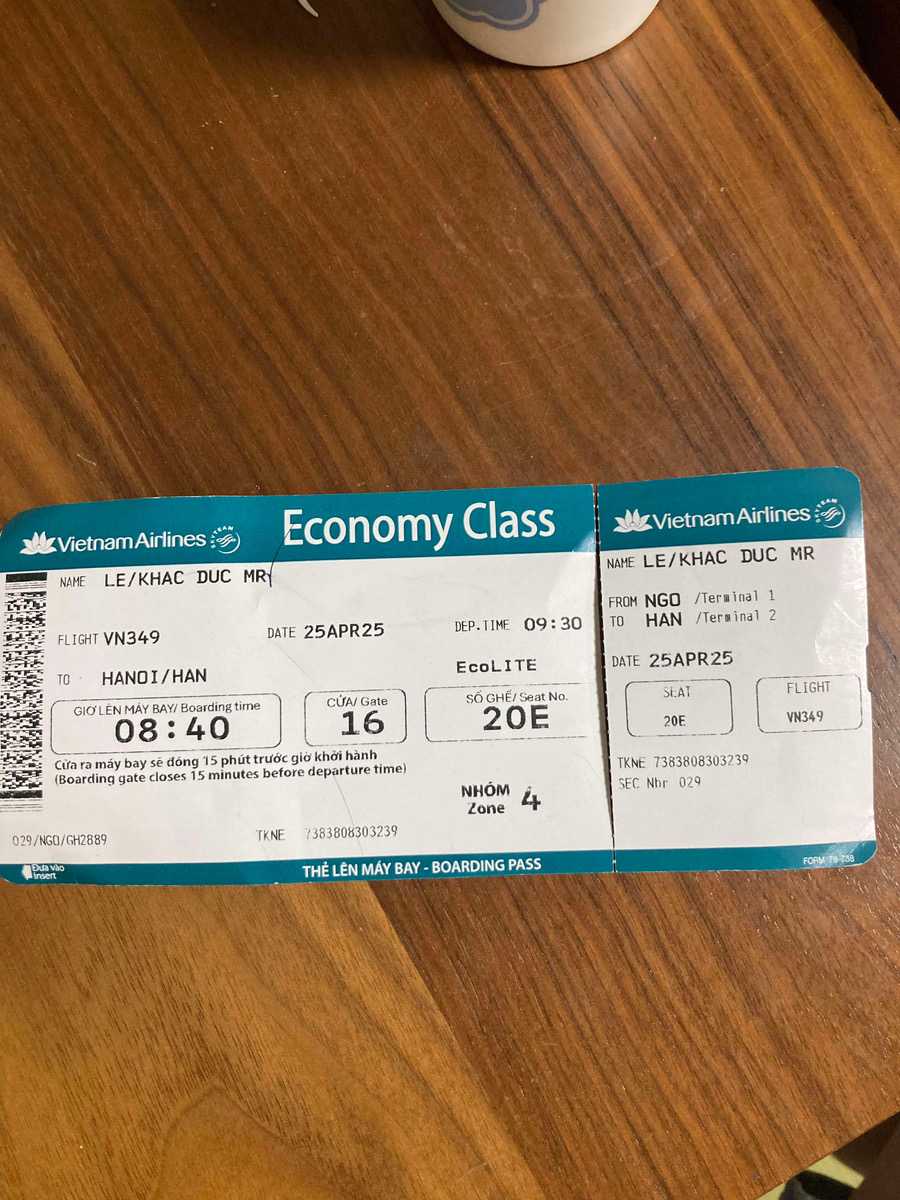 Economy Class
VietnamAirlines SKYTEAM
NAME LE/KHAC DUC MR
FLIGHT VN349 DATE 25APR25 DEP.TIME 09:30
TO HANOI/HAN EcoLITE
GIỜ LÊN MÁY BAY/ Boarding time
08:40
CỬA/ Gate
16
SỐ GHẾ/ Seat No.
20E
Cửa ra máy bay sẽ đóng 15 phút trước giờ khởi hành
(Boarding gate closes 15 minutes before departure time)
NHÓM
Zone 4
029/NGO/GH2889 TKNE 7383808303239
Đưa vào
Insert
THẺ LÊN MÁY BAY - BOARDING PASS
VietnamAirlines SKYTEAM
NAME LE/KHAC DUC MR
FROM NGO /Terminal 1
TO HAN /Terminal 2
DATE 25APR25
SEAT
20E
FLIGHT
VN349
TKNE 7383808303239
SEC Nbr 029